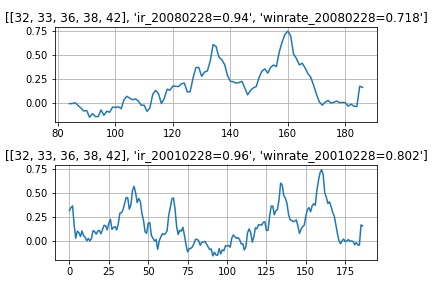 [[32, 33, 36, 38, 42], 'ir_20080228=0.94', 'winrate_20080228=0.718']
0.75
0.50
0.25
0.00
80 100 120 140 160 180
[[32, 33, 36, 38, 42], 'ir_20010228=0.96', 'winrate_20010228=0.802']
0.75
0.50
0.25
0.00
0 25 50 75 100 125 150 175